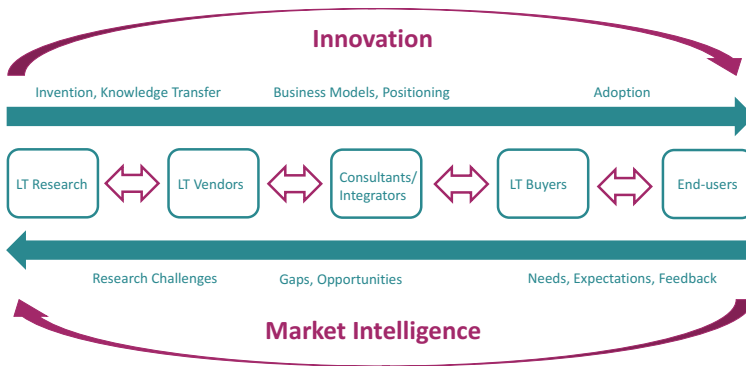 Innovation
Invention, Knowledge Transfer
Business Models, Positioning
Adoption
LT Research
LT Vendors
Consultants/
Integrators
LT Buyers
End-users
Research Challenges
Gaps, Opportunities
Needs, Expectations, Feedback
Market Intelligence